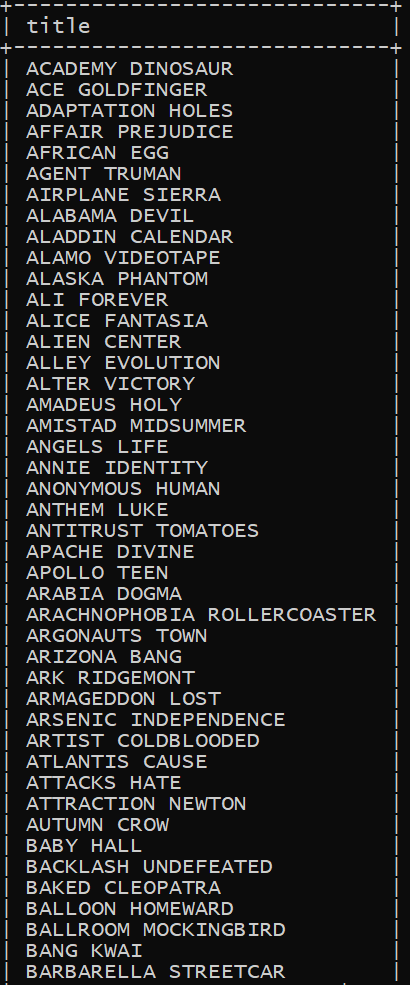 +-----------------------------+
| title                       |
+-----------------------------+
| ACADEMY DINOSAUR            |
| ACE GOLDFINGER              |
| ADAPTATION HOLES            |
| AFFAIR PREJUDICE            |
| AFRICAN EGG                 |
| AGENT TRUMAN                |
| AIRPLANE SIERRA             |
| ALABAMA DEVIL               |
| ALADDIN CALENDAR            |
| ALAMO VIDEOTAPE             |
| ALASKA PHANTOM              |
| ALI FOREVER                 |
| ALICE FANTASIA              |
| ALIEN CENTER                |
| ALLEY EVOLUTION             |
| ALTER VICTORY               |
| AMADEUS HOLY                |
| AMISTAD MIDSUMMER           |
| ANGELS LIFE                 |
| ANNIE IDENTITY              |
| ANONYMOUS HUMAN             |
| ANTHEM LUKE                 |
| ANTITRUST TOMATOES          |
| APACHE DIVINE               |
| APOLLO TEEN                 |
| ARABIA DOGMA                |
| ARACHNOPHOBIA ROLLERCOASTER |
| ARGONAUTS TOWN              |
| ARIZONA BANG                |
| ARK RIDGEMONT               |
| ARMAGEDDON LOST             |
| ARSENIC INDEPENDENCE        |
| ARTIST COLDBLOODED          |
| ATLANTIS CAUSE              |
| ATTACKS HATE                |
| ATTRACTION NEWTON           |
| AUTUMN CROW                 |
| BABY HALL                   |
| BACKLASH UNDEFEATED         |
| BAKED CLEOPATRA             |
| BALLOON HOMEWARD            |
| BALLROOM MOCKINGBIRD        |
| BANG KWAI                   |
| BARBARELLA STREETCAR        |